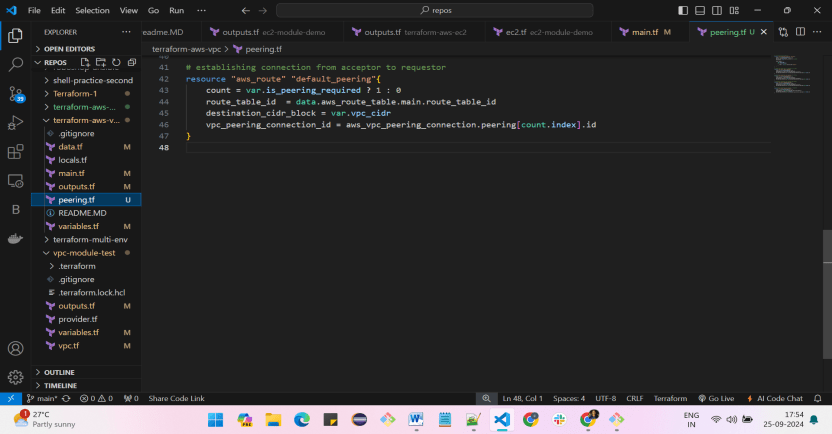 File Edit Selection View Go Run ··· repos
EXPLORER ···
OPEN EDITORS
REPOS
shell-practice-second
Terraform-1
terraform-aws-...
terraform-aws-v...
.gitignore
data.tf M
locals.tf
main.tf M
outputs.tf M
peering.tf U
README.MD
variables.tf M
terraform-multi-env
vpc-module-test
.terraform
.gitignore
.terraform.lock.hcl
outputs.tf M
provider.tf
variables.tf M
vpc.tf M
OUTLINE
TIMELINE
39
B
eadme.MD outputs.tf ec2-module-demo outputs.tf terraform-aws-ec2 ec2.tf ec2-module-demo main.tf M peering.tf U
terraform-aws-vpc > peering.tf
40
41 # establishing connection from acceptor to requestor
42 resource "aws_route" "default_peering"{
43 count = var.is_peering_required ? 1 : 0
44 route_table_id = data.aws_route_table.main.route_table_id
45 destination_cidr_block = var.vpc_cidr
46 vpc_peering_connection_id = aws_vpc_peering_connection.peering[count.index].id
47 }
48
main* 0 0 0 Share Code Link Ln 48, Col 1 Spaces: 4 UTF-8 CRLF Terraform Go Live AI Code Chat
1 27°C
Partly sunny
PRE
ENG
IN
17:54
25-09-2024